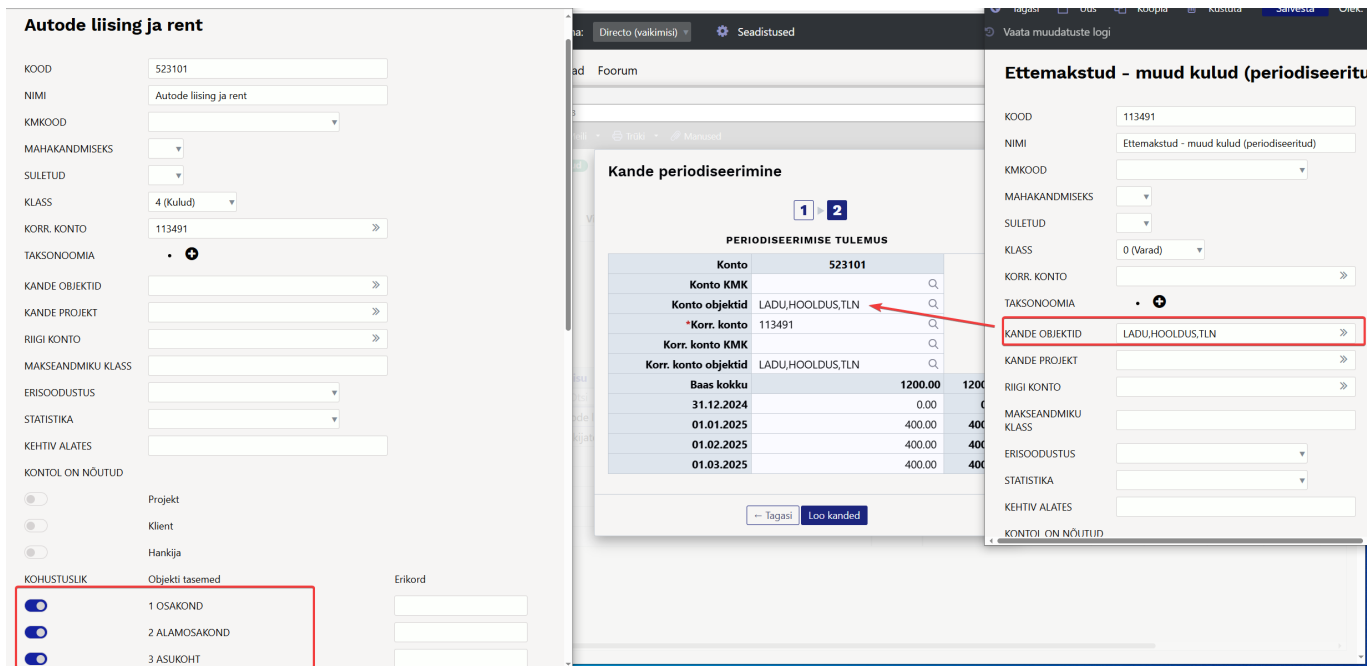 Autode liising ja rent
KOOD 523101
NIMI Autode liising ja rent
KMKOOD
MAHAKANDMISEKS
SULETUD
KLASS 4 (Kulud)
KORR. KONTO 113491
TAKSONOOMIA
KANDE OBJEKTID
KANDE PROJEKT
RIIGI KONTO
MAKSEANDMIKU KLASS
ERISOODUSTUS
STATISTIKA
KEHTIV ALATES
KONTOL ON NÕUTUD
Projekt
Klient
Hankija
KOHUSTUSLIK Objekti tasemed Erikord
1 OSAKOND
2 ALAMOSAKOND
3 ASUKOHT
Directo (vaikimisi) Seadistused
ad Foorum
Manused
Kande periodiseerimine
1 2
PERIODISEERIMISE TULEMUS
Konto 523101
Konto KMK
Konto objektid LADU,HOOLDUS,TLN
*Korr. konto 113491
Korr. konto KMK
Korr. konto objektid LADU,HOOLDUS,TLN
Baas kokku 1200.00 1200
31.12.2024 0.00
01.01.2025 400.00 400
01.02.2025 400.00 400
01.03.2025 400.00 400
← Tagasi Loo kanded
Tagasi Uus Koopia Kustuta Salvesta Olek:
Vaata muudatuste logi
Ettemakstud - muud kulud (periodiseeritu
KOOD 113491
NIMI Ettemakstud - muud kulud (periodiseeritud)
KMKOOD
MAHAKANDMISEKS
SULETUD
KLASS 0 (Varad)
KORR. KONTO
TAKSONOOMIA
KANDE OBJEKTID LADU,HOOLDUS,TLN
KANDE PROJEKT
RIIGI KONTO
MAKSEANDMIKU
KLASS
ERISOODUSTUS
STATISTIKA
KEHTIV ALATES
KONTOL ON NÕUTUD